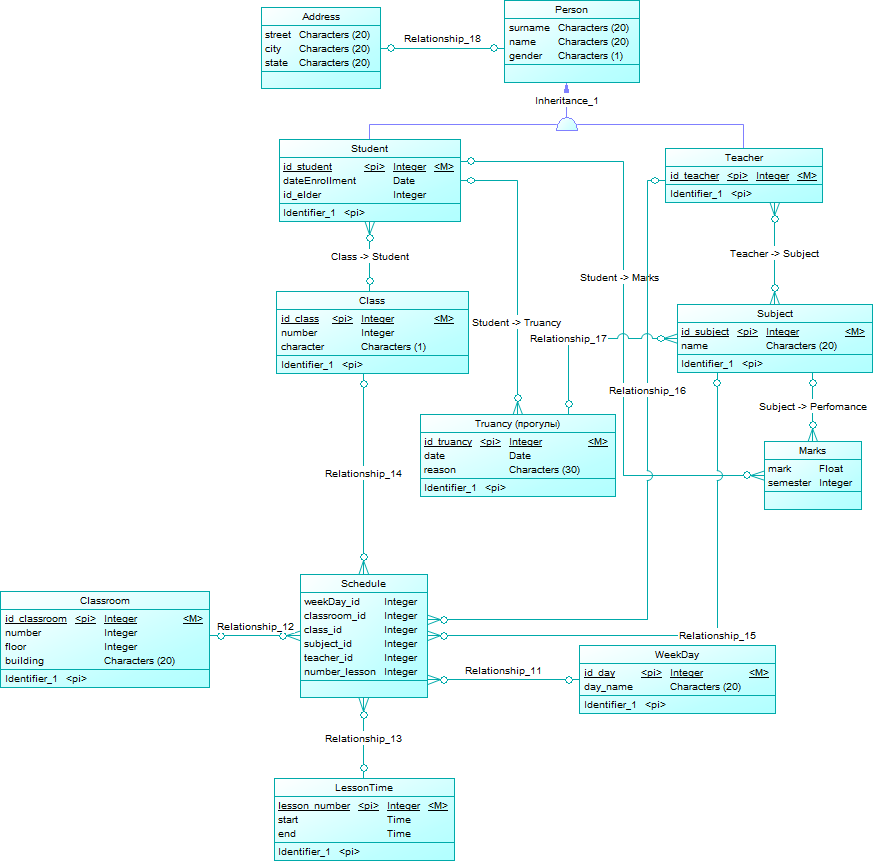 Address
street Characters (20)
city Characters (20)
state Characters (20)
Relationship_18
Person
surname Characters (20)
name Characters (20)
gender Characters (1)
Inheritance_1
Student
id_student <pi> Integer <M>
dateEnrollment Date
id_elder Integer
Identifier_1 <pi>
Teacher
id_teacher <pi> Integer <M>
Identifier_1 <pi>
Class -> Student
Teacher -> Subject
Student -> Marks
Class
id_class <pi> Integer <M>
number Integer
character Characters (1)
Identifier_1 <pi>
Student -> Truancy
Relationship_17
Subject
id_subject <pi> Integer <M>
name Characters (20)
Identifier_1 <pi>
Relationship_16
Subject -> Perfomance
Truancy (прогулы)
id_truancy <pi> Integer <M>
date Date
reason Characters (30)
Identifier_1 <pi>
Marks
mark Float
semester Integer
Relationship_14
Schedule
weekDay_id Integer
classroom_id Integer
class_id Integer
subject_id Integer
teacher_id Integer
number_lesson Integer
Classroom
id_classroom <pi> Integer <M>
number Integer
floor Integer
building Characters (20)
Identifier_1 <pi>
Relationship_12
Relationship_15
Relationship_11
WeekDay
id_day <pi> Integer <M>
day_name Characters (20)
Identifier_1 <pi>
Relationship_13
LessonTime
lesson_number <pi> Integer <M>
start Time
end Time
Identifier_1 <pi>